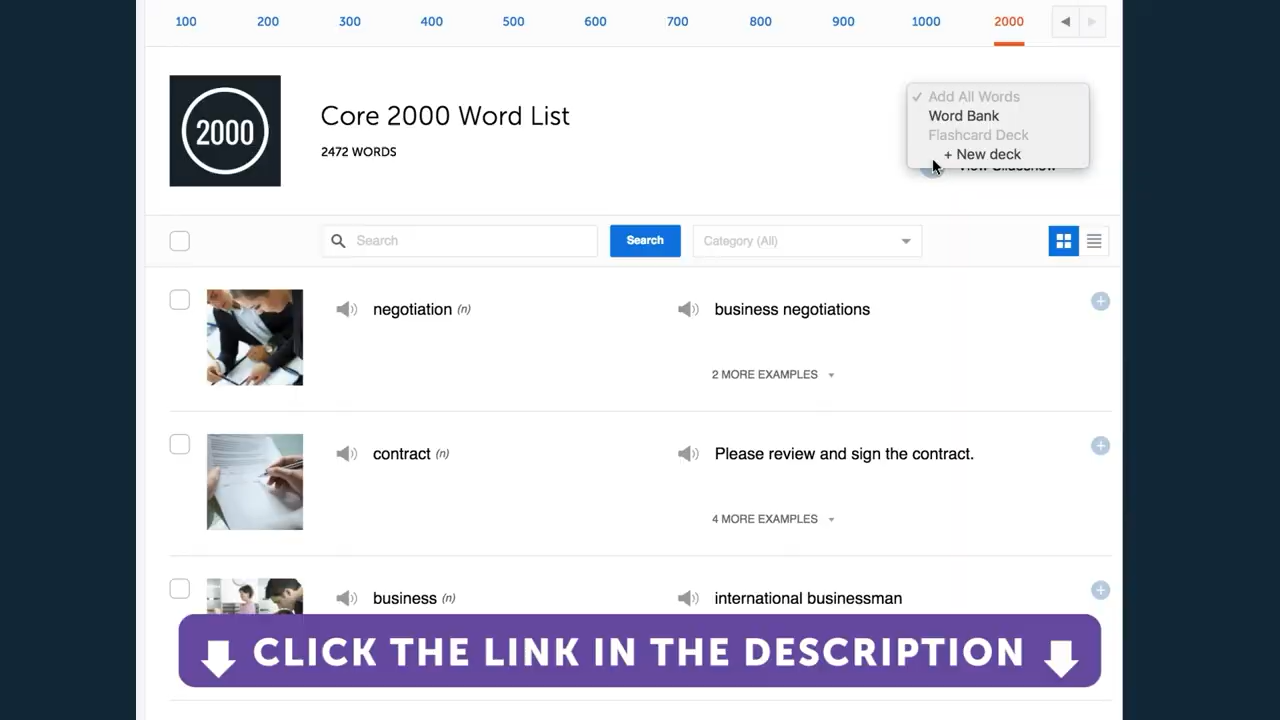 100 200 300 400 500 600 700 800 900 1000 2000
2000
Core 2000 Word List
2472 WORDS
✓ Add All Words
Word Bank
Flashcard Deck
+ New deck
View Slideshow
Search
Search
Category (All)
negotiation (n)
business negotiations
2 MORE EXAMPLES
contract (n)
Please review and sign the contract.
4 MORE EXAMPLES
business (n)
international businessman
CLICK THE LINK IN THE DESCRIPTION